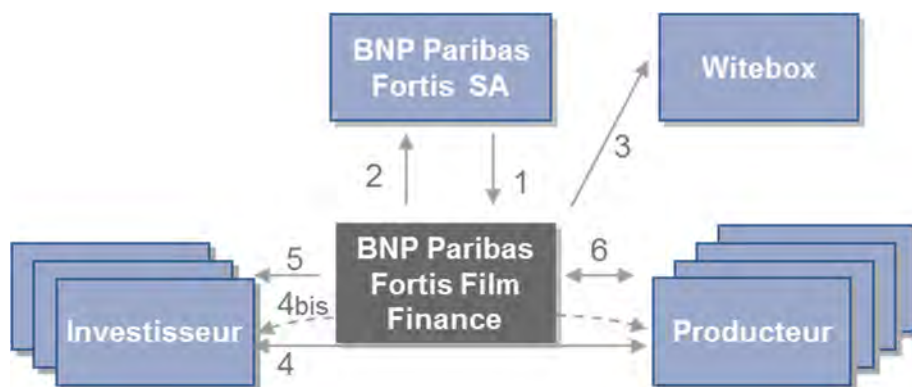 BNP Paribas
Fortis SA
Witebox
2
1
3
BNP Paribas
Fortis Film
Finance
5
6
4bis
Investisseur
Producteur
4